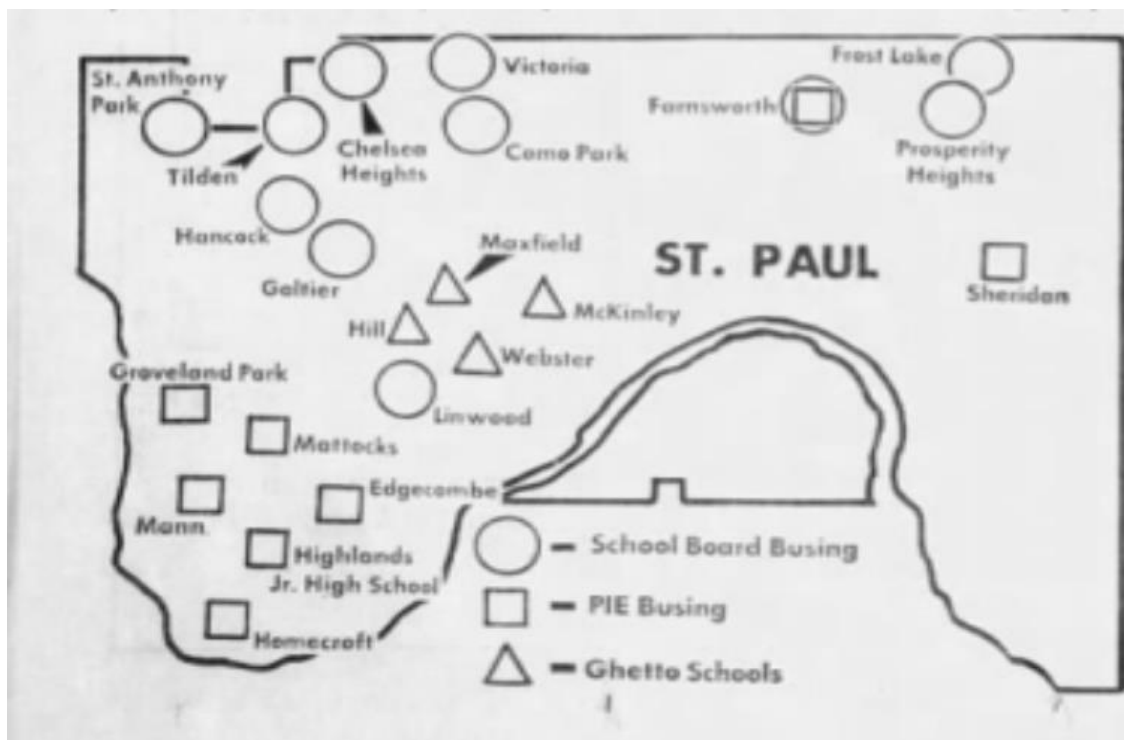 St. Anthony
Park
Tilden
Chelsea
Heights
Victoria
Como Park
Farnsworth
Frost Lake
Prosperity
Heights
Hancock
Galtier
Maxfield
Hill
McKinley
Webster
ST. PAUL
Sheridan
Groveland Park
Linwood
Mattocks
Mann
Edgecombe
Highlands
Jr. High School
Homecroft
– School Board Busing
– PIE Busing
– Ghetto Schools